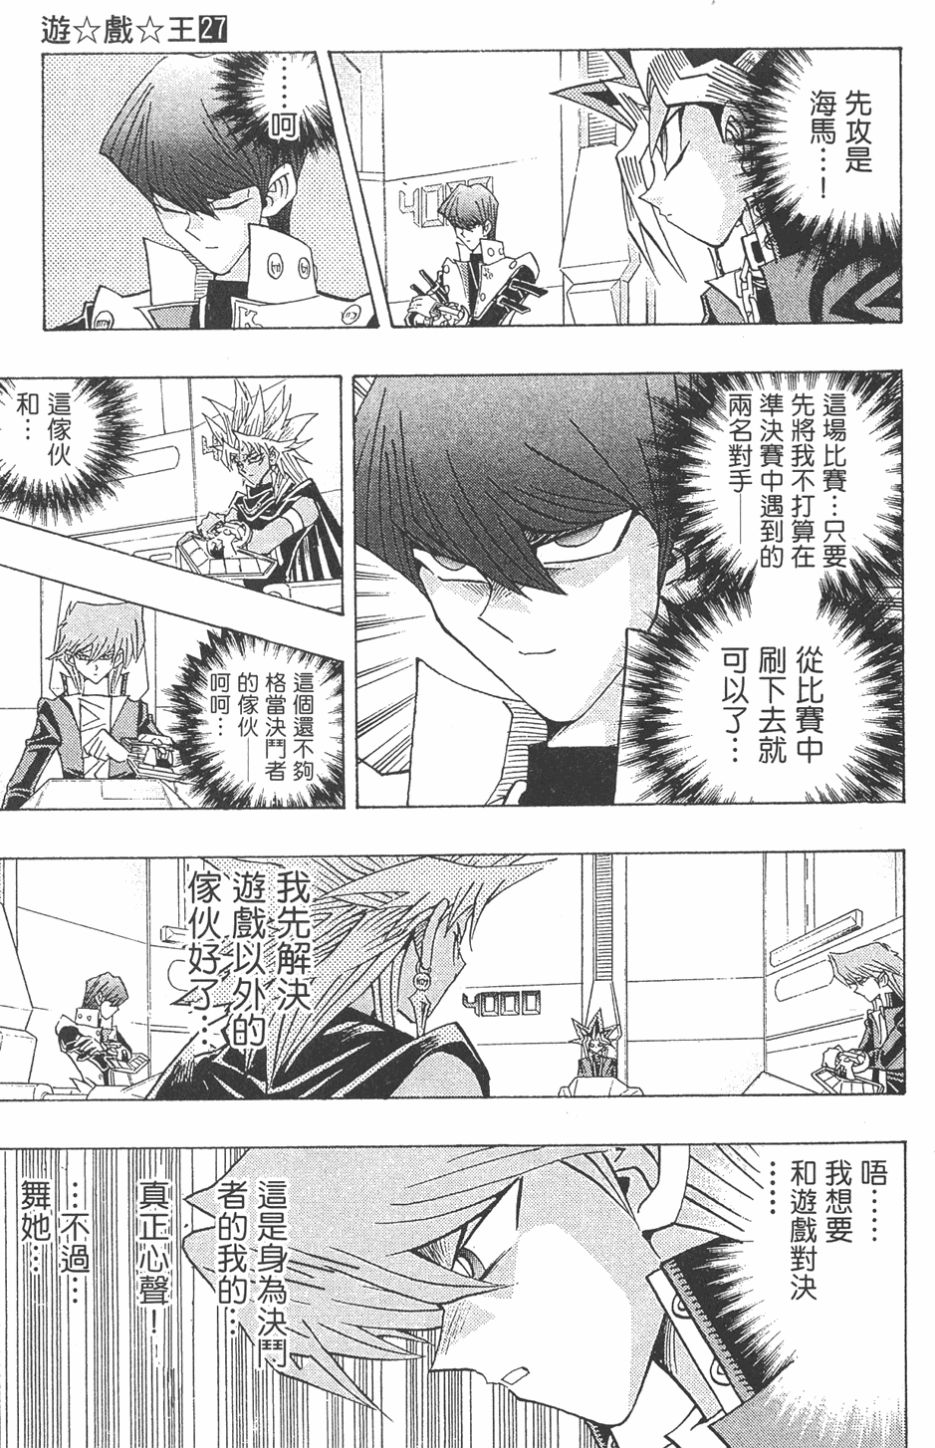 遊☆戲☆王27
先攻是
海馬…！
4000
……
呵
這場比賽…只要
先將我不打算在
準決賽中遇到的
兩名對手──
從比賽中
刷下去就
可以了…
這傢伙
和…
這個還不夠
格當決鬥者
的傢伙──
呵呵…
我先解決
遊戲以外的
傢伙好了…
4000
唔……
我想要
和遊戲對決
……
這是身為決鬥
者的我的…
真正心聲！
…不過…
舞她…